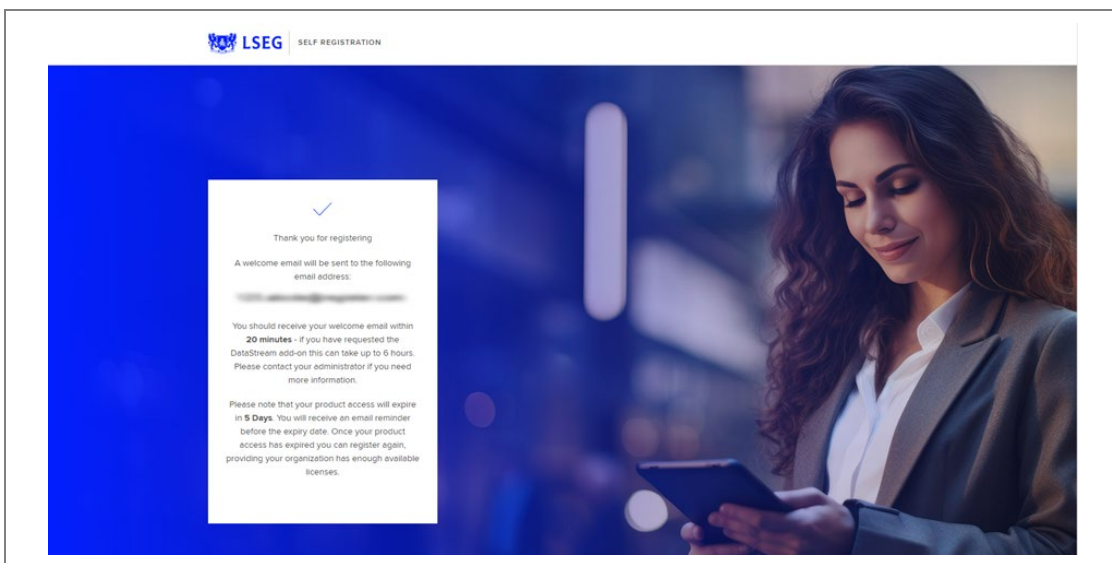 LSEG SELF REGISTRATION
Thank you for registering
A welcome email will be sent to the following
email address:
You should receive your welcome email within
20 minutes - if you have requested the
DataStream add-on this can take up to 6 hours.
Please contact your administrator if you need
more information.
Please note that your product access will expire
in 5 Days. You will receive an email reminder
before the expiry date. Once your product
access has expired you can register again,
providing your organization has enough available
licenses.